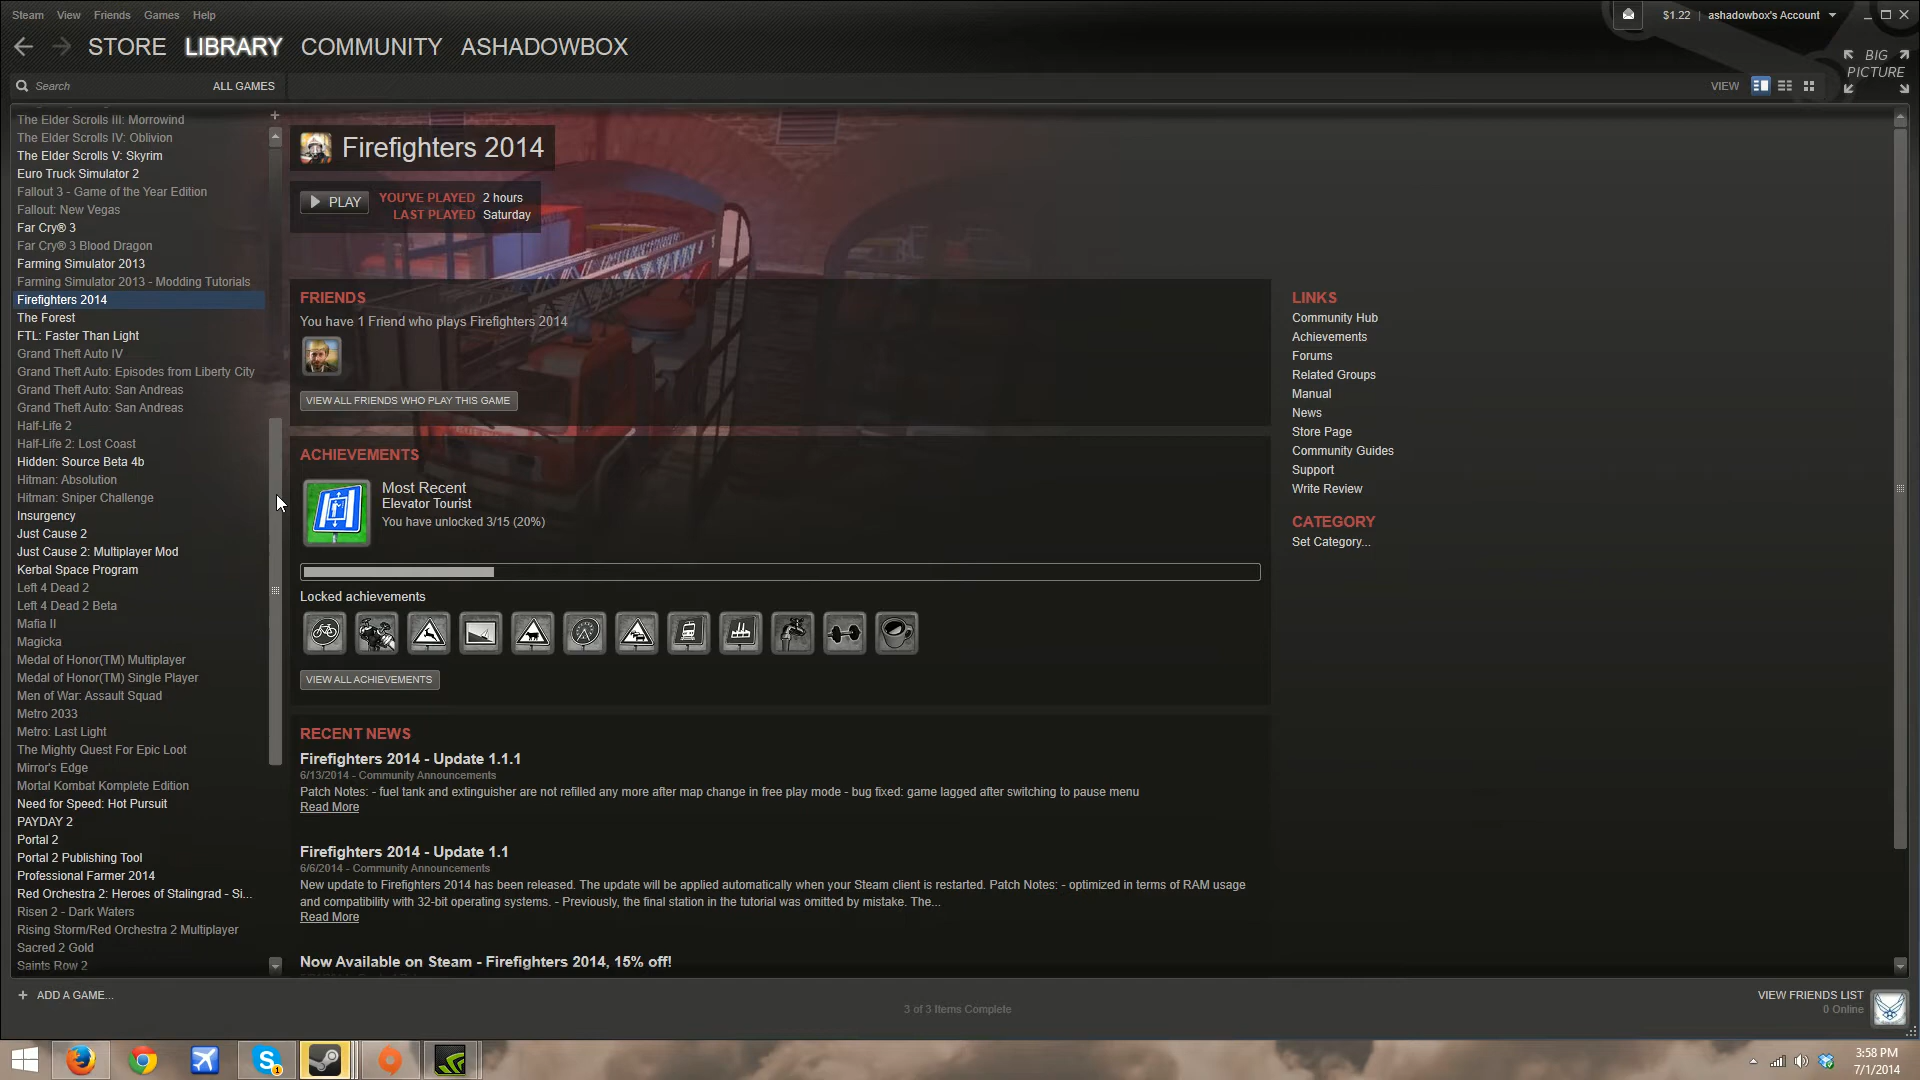 Steam View Friends Games Help
$1.22 ashadowbox's Account
STORE LIBRARY COMMUNITY ASHADOWBOX
BIG PICTURE
Search ALL GAMES
VIEW
The Elder Scrolls III: Morrowind
The Elder Scrolls IV: Oblivion
The Elder Scrolls V: Skyrim
Euro Truck Simulator 2
Fallout 3 - Game of the Year Edition
Fallout: New Vegas
Far Cry® 3
Far Cry® 3 Blood Dragon
Farming Simulator 2013
Farming Simulator 2013 - Modding Tutorials
Firefighters 2014
The Forest
FTL: Faster Than Light
Grand Theft Auto IV
Grand Theft Auto: Episodes from Liberty City
Grand Theft Auto: San Andreas
Grand Theft Auto: San Andreas
Half-Life 2
Half-Life 2: Lost Coast
Hidden: Source Beta 4b
Hitman: Absolution
Hitman: Sniper Challenge
Insurgency
Just Cause 2
Just Cause 2: Multiplayer Mod
Kerbal Space Program
Left 4 Dead 2
Left 4 Dead 2 Beta
Mafia II
Magicka
Medal of Honor(TM) Multiplayer
Medal of Honor(TM) Single Player
Men of War: Assault Squad
Metro 2033
Metro: Last Light
The Mighty Quest For Epic Loot
Mirror's Edge
Mortal Kombat Komplete Edition
Need for Speed: Hot Pursuit
PAYDAY 2
Portal 2
Portal 2 Publishing Tool
Professional Farmer 2014
Red Orchestra 2: Heroes of Stalingrad - Si...
Risen 2 - Dark Waters
Rising Storm/Red Orchestra 2 Multiplayer
Sacred 2 Gold
Saints Row 2
Firefighters 2014
PLAY
YOU'VE PLAYED 2 hours
LAST PLAYED Saturday
FRIENDS
You have 1 Friend who plays Firefighters 2014
VIEW ALL FRIENDS WHO PLAY THIS GAME
ACHIEVEMENTS
Most Recent
Elevator Tourist
You have unlocked 3/15 (20%)
Locked achievements
VIEW ALL ACHIEVEMENTS
RECENT NEWS
Firefighters 2014 - Update 1.1.1
6/13/2014 - Community Announcements
Patch Notes: - fuel tank and extinguisher are not refilled any more after map change in free play mode - bug fixed: game lagged after switching to pause menu
Read More
Firefighters 2014 - Update 1.1
6/6/2014 - Community Announcements
New update to Firefighters 2014 has been released. The update will be applied automatically when your Steam client is restarted. Patch Notes: - optimized in terms of RAM usage
and compatibility with 32-bit operating systems. - Previously, the final station in the tutorial was omitted by mistake. The...
Read More
Now Available on Steam - Firefighters 2014, 15% off!
LINKS
Community Hub
Achievements
Forums
Related Groups
Manual
News
Store Page
Community Guides
Support
Write Review
CATEGORY
Set Category...
ADD A GAME...
3 of 3 Items Complete
VIEW FRIENDS LIST
0 Online
3:58 PM
7/1/2014